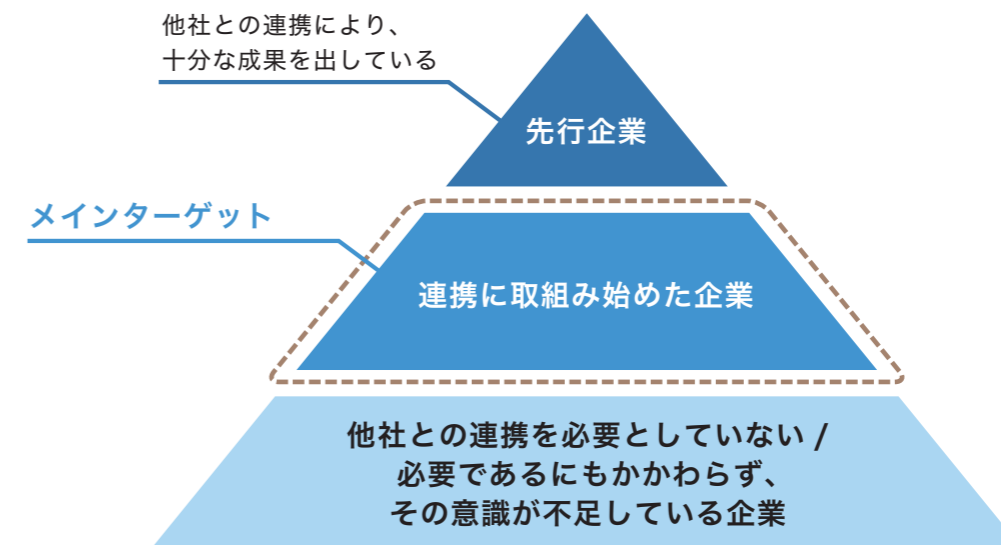 他社との連携により、
十分な成果を出している
先行企業
メインターゲット
連携に取組み始めた企業
他社との連携を必要としていない /
必要であるにもかかわらず、
その意識が不足している企業